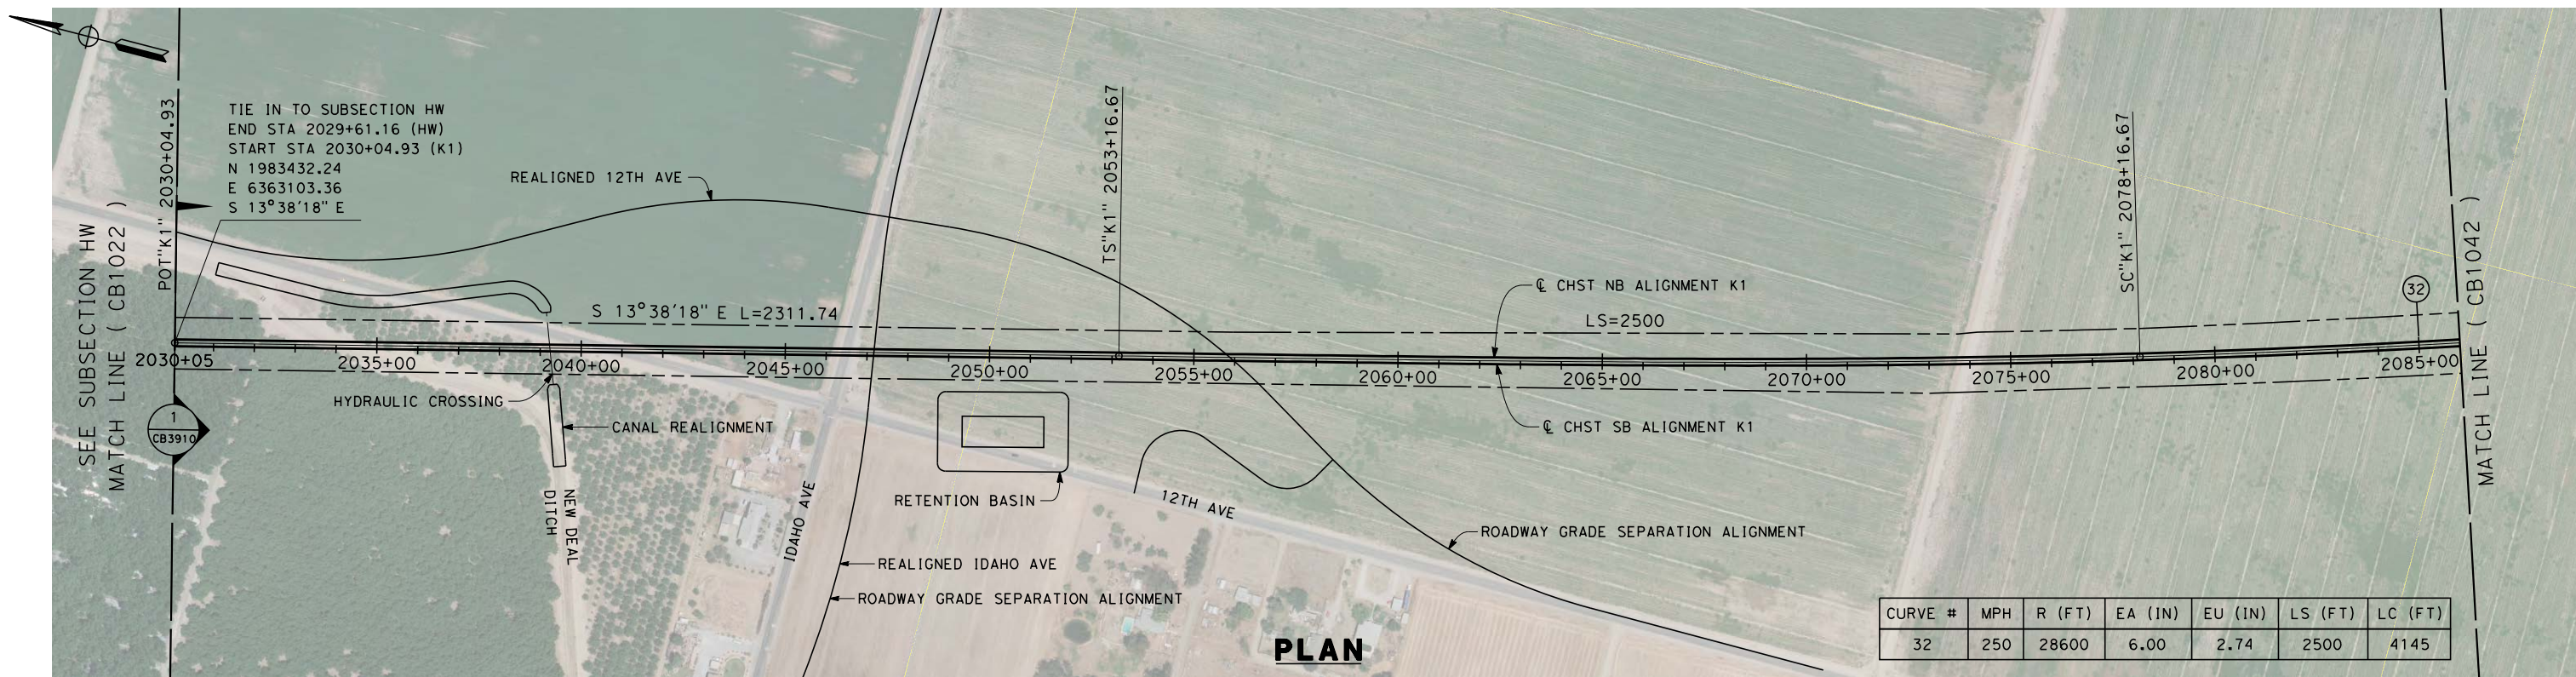 SEE SUBSECTION HW
MATCH LINE ( CB1022 )
POT"K1" 2030+04.93
TIE IN TO SUBSECTION HW
END STA 2029+61.16 (HW)
START STA 2030+04.93 (K1)
N 1983432.24
E 6363103.36
S 13°38'18" E
REALIGNED 12TH AVE
TS"K1" 2053+16.67
SC"K1" 2078+16.67
S 13°38'18" E L=2311.74
℄ CHST NB ALIGNMENT K1
LS=2500
32
MATCH LINE ( CB1042 )
2030+05
2035+00
2040+00
2045+00
2050+00
2055+00
2060+00
2065+00
2070+00
2075+00
2080+00
2085+00
1
CB3910
HYDRAULIC CROSSING
CANAL REALIGNMENT
℄ CHST SB ALIGNMENT K1
NEW DEAL
DITCH
IDAHO AVE
RETENTION BASIN
12TH AVE
REALIGNED IDAHO AVE
ROADWAY GRADE SEPARATION ALIGNMENT
ROADWAY GRADE SEPARATION ALIGNMENT
PLAN
CURVE # MPH R (FT) EA (IN) EU (IN) LS (FT) LC (FT)
32 250 28600 6.00 2.74 2500 4145